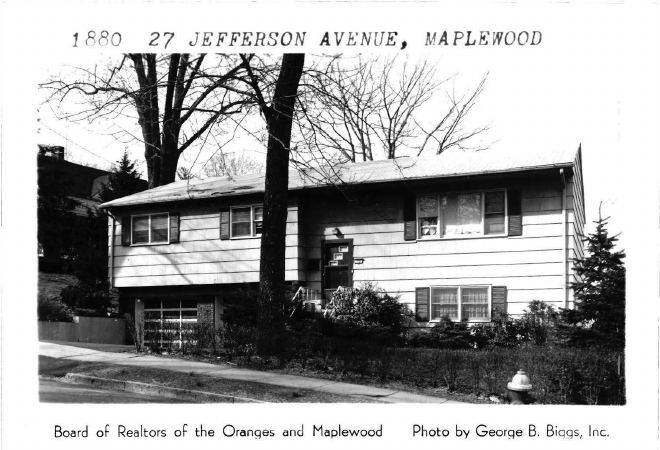 1880 27 JEFFERSON AVENUE, MAPLEWOOD
Board of Realtors of the Oranges and Maplewood Photo by George B. Biggs, Inc.